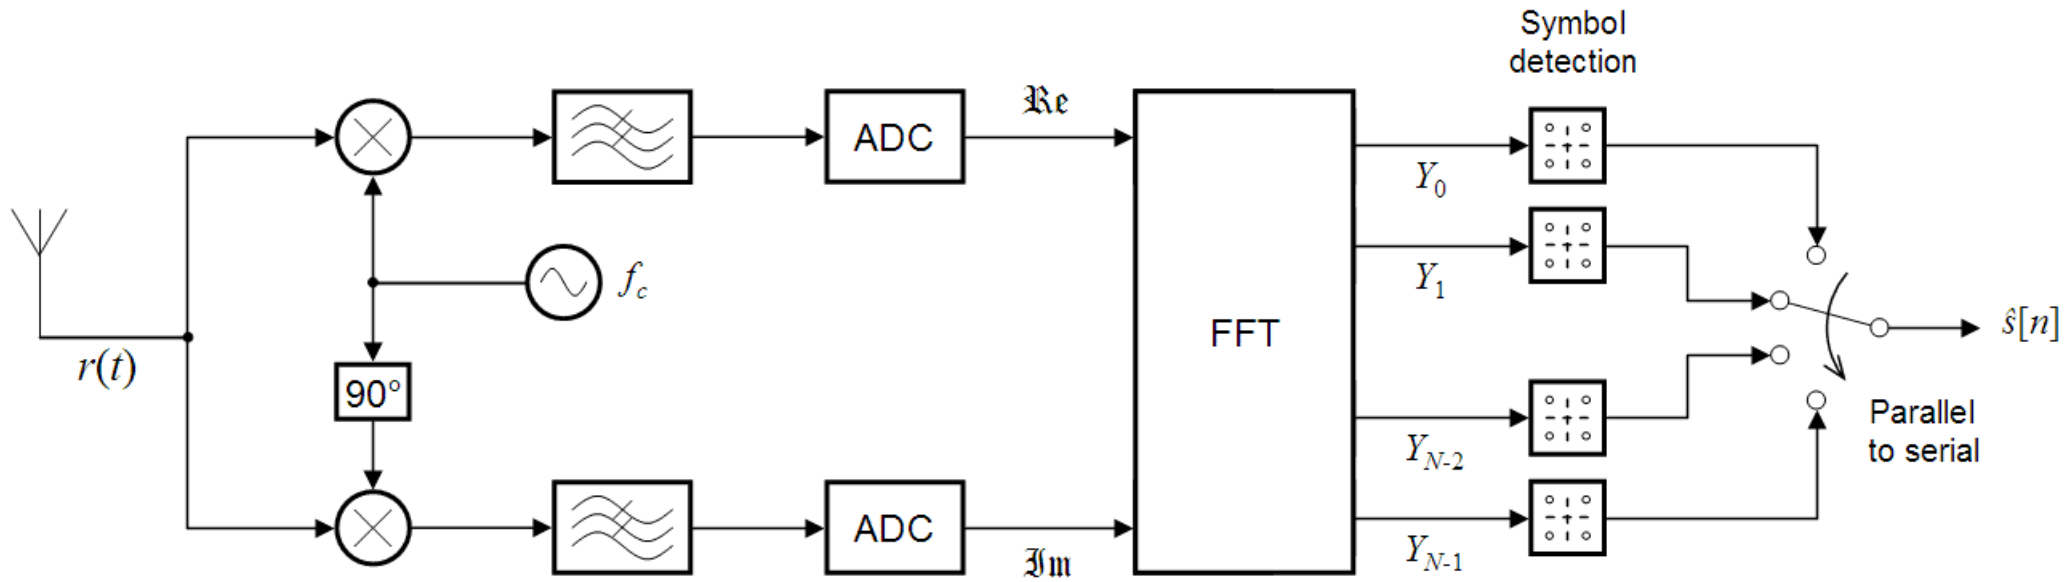 Symbol
detection
ℜe
ADC
Y0
Y1
fc
r(t)
90°
FFT
ŝ[n]
Parallel
to serial
YN-2
ADC
YN-1
ℑm